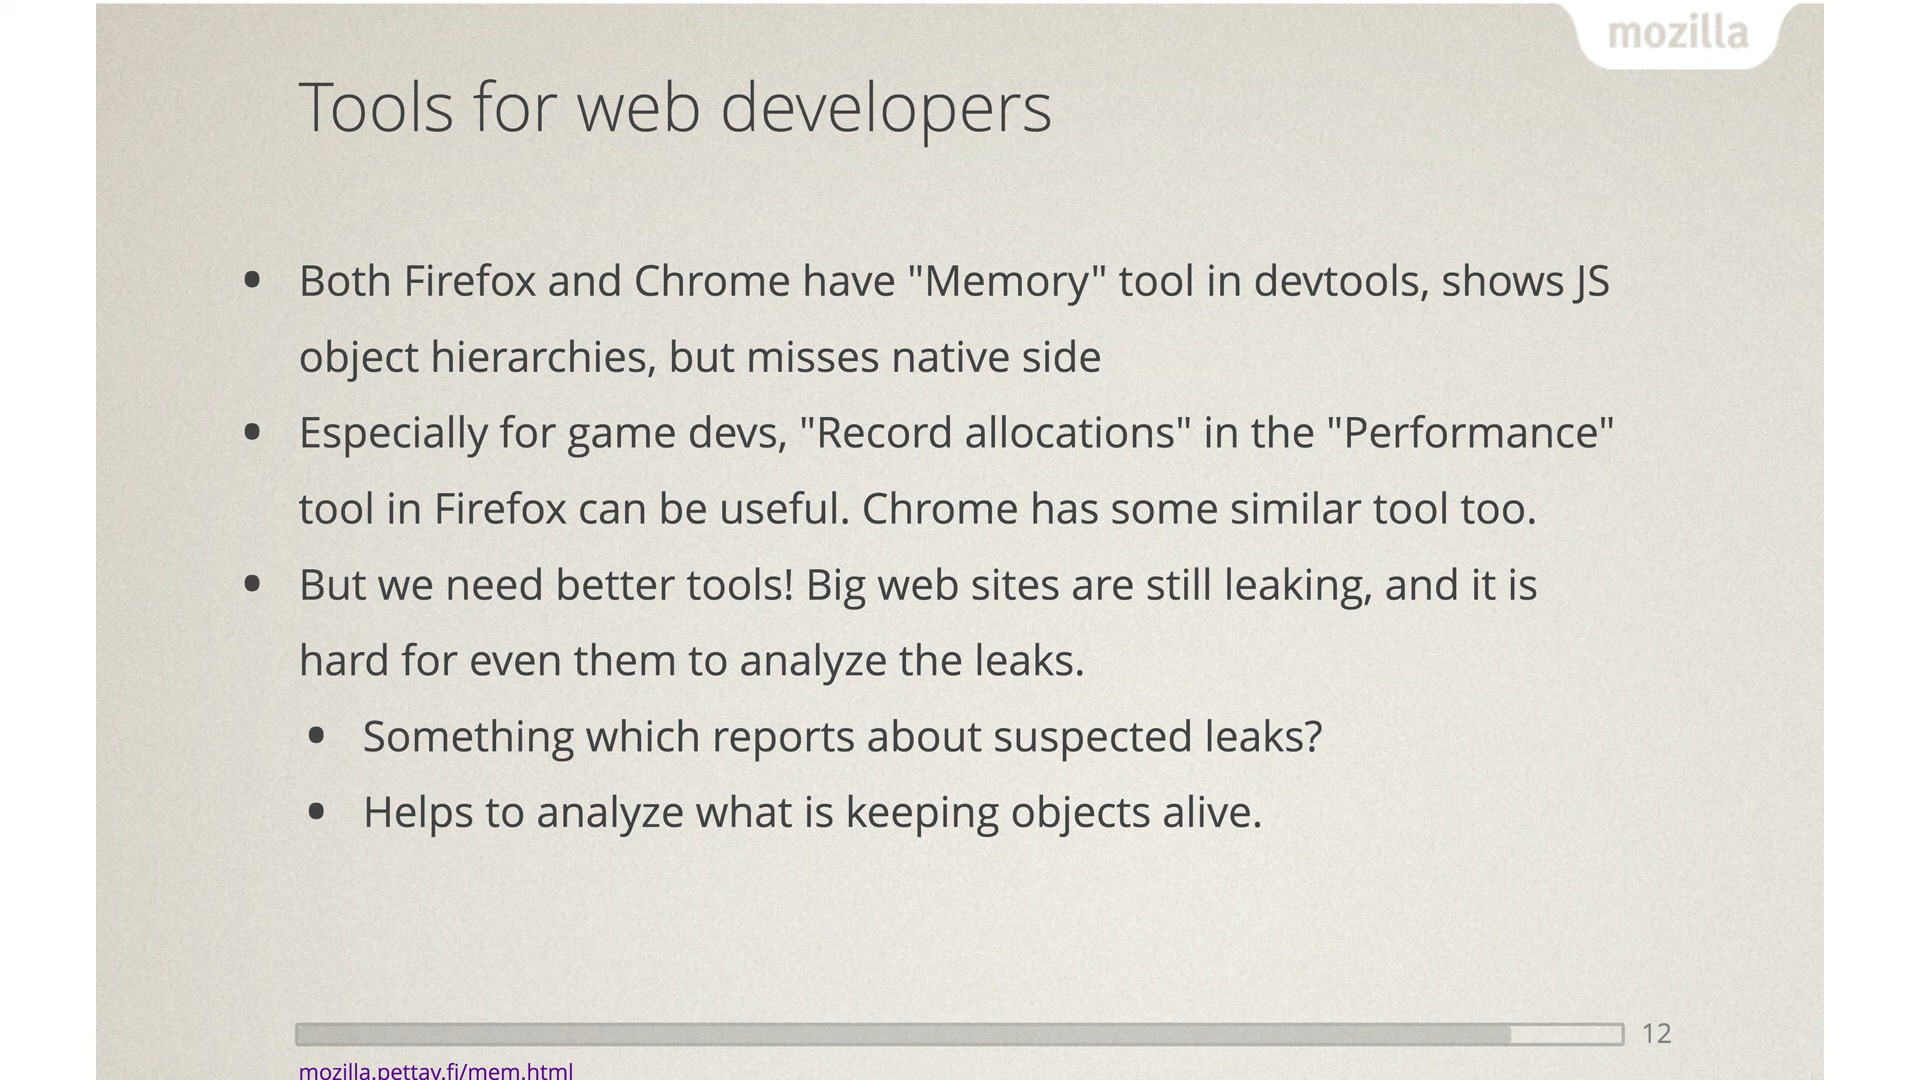 mozilla
Tools for web developers
• Both Firefox and Chrome have "Memory" tool in devtools, shows JS
object hierarchies, but misses native side
• Especially for game devs, "Record allocations" in the "Performance"
tool in Firefox can be useful. Chrome has some similar tool too.
• But we need better tools! Big web sites are still leaking, and it is
hard for even them to analyze the leaks.
• Something which reports about suspected leaks?
• Helps to analyze what is keeping objects alive.
12
mozilla.pettay.fi/mem.html